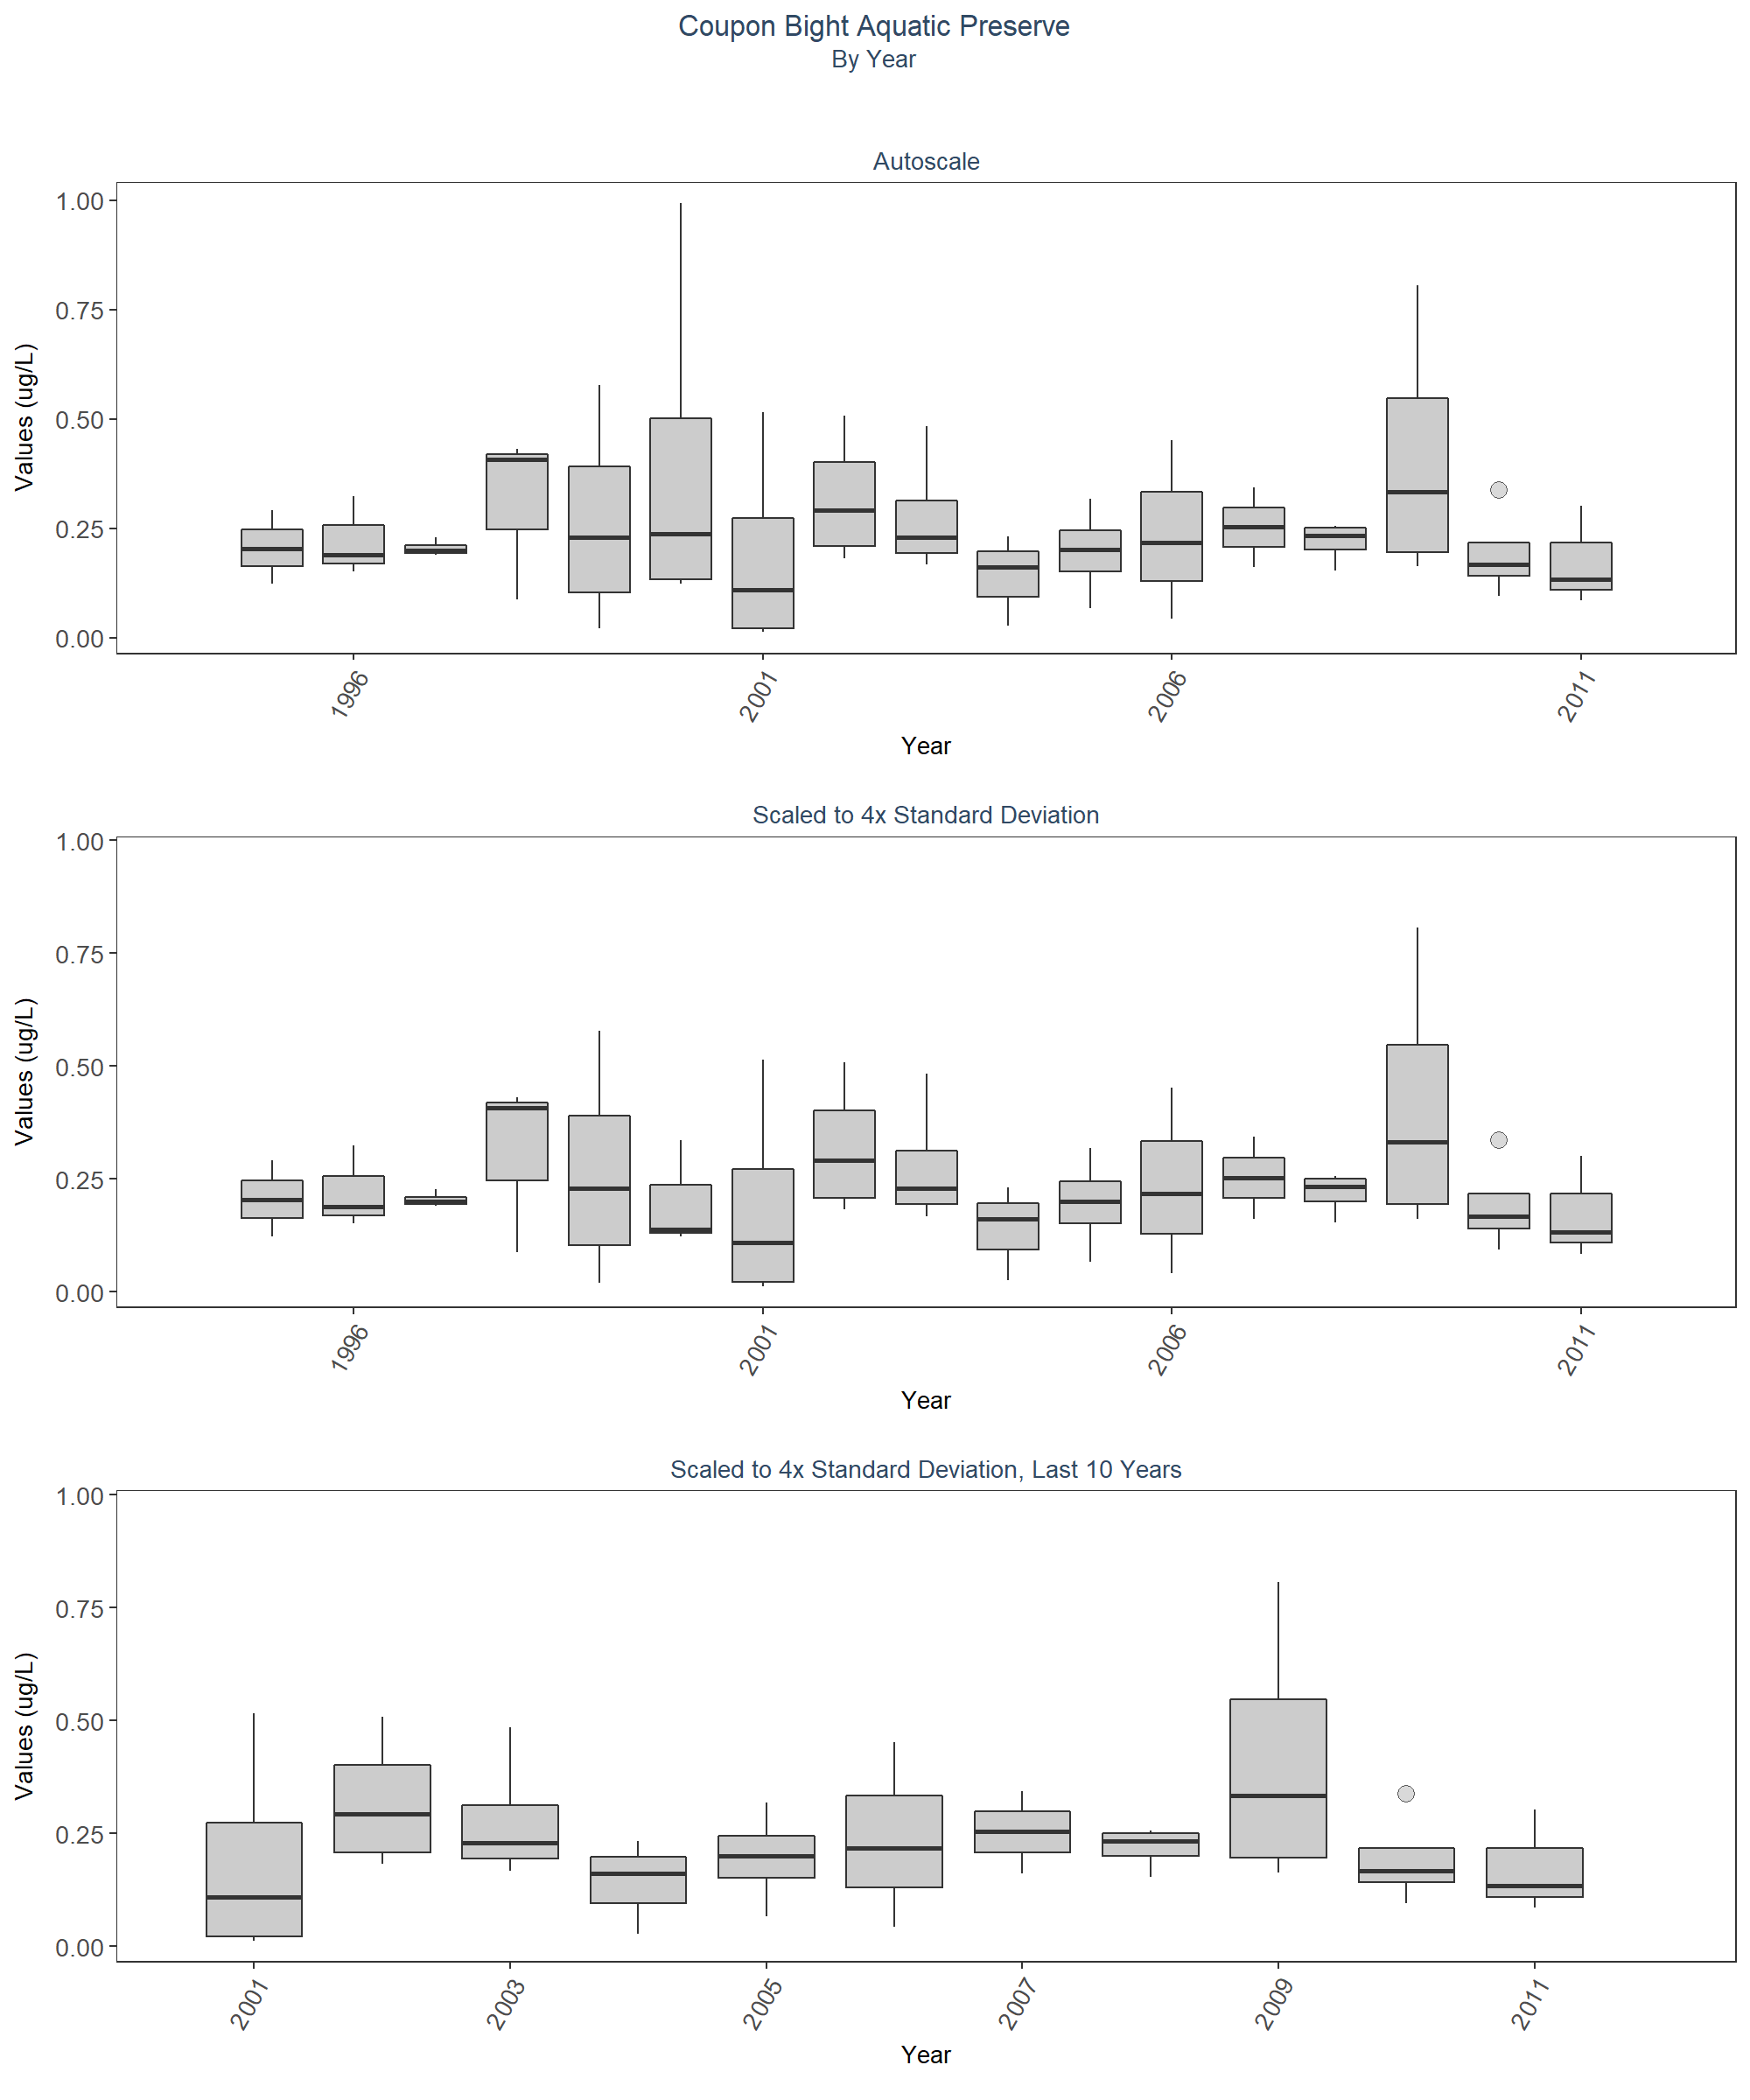 Coupon Bight Aquatic Preserve
By Year
Autoscale
1.00
0.75
0.50
0.25
0.00
Values (ug/L)
1996 2001 2006 2011
Year
Scaled to 4x Standard Deviation
1.00
0.75
0.50
0.25
0.00
Values (ug/L)
1996 2001 2006 2011
Year
Scaled to 4x Standard Deviation, Last 10 Years
1.00
0.75
0.50
0.25
0.00
Values (ug/L)
2001 2003 2005 2007 2009 2011
Year